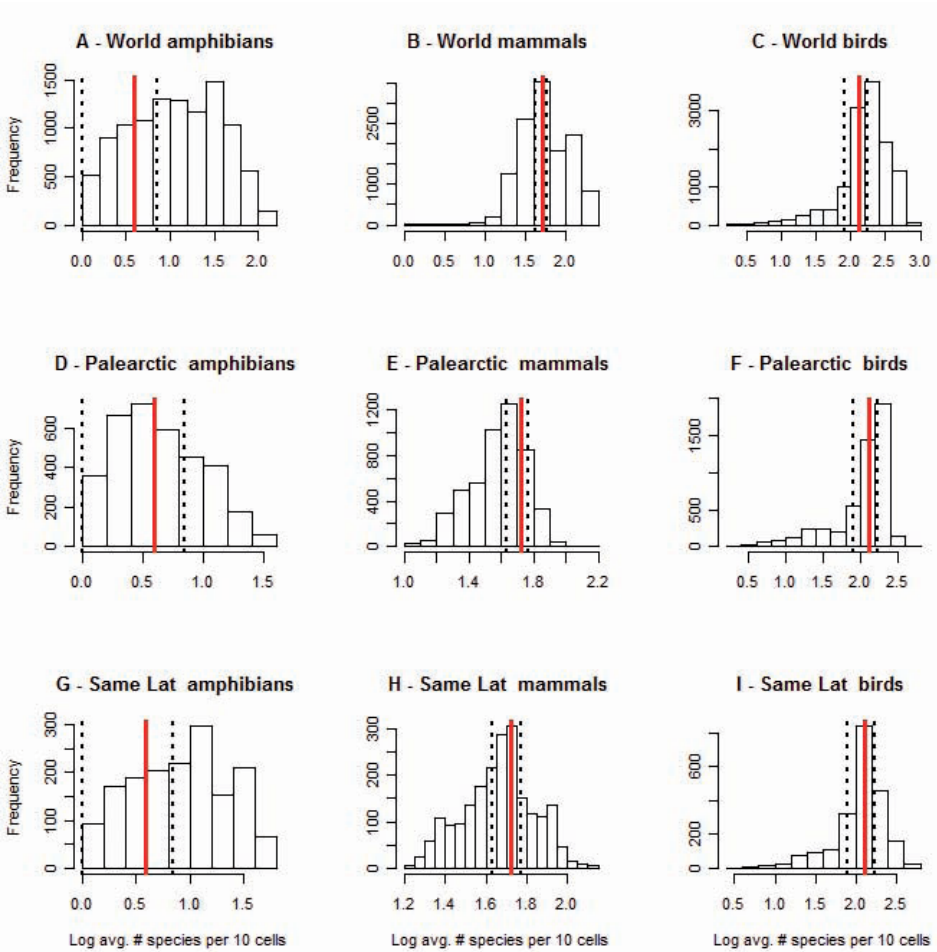 A - World amphibians
B - World mammals
C - World birds
Frequency
0 500 1000 1500
0.0 0.5 1.0 1.5 2.0
0 1000 2500
0.0 0.5 1.0 1.5 2.0
0 1000 3000
0.5 1.0 1.5 2.0 2.5 3.0
D - Palearctic amphibians
E - Palearctic mammals
F - Palearctic birds
Frequency
0 200 400 600
0.0 0.5 1.0 1.5
0 400 800 1200
1.0 1.4 1.8 2.2
0 500 1500
0.5 1.0 1.5 2.0 2.5
G - Same Lat amphibians
H - Same Lat mammals
I - Same Lat birds
Frequency
0 100 200 300
0.0 0.5 1.0 1.5
0 100 200 300
1.2 1.4 1.6 1.8 2.0
0 200 600
0.5 1.0 1.5 2.0 2.5
Log avg. # species per 10 cells
Log avg. # species per 10 cells
Log avg. # species per 10 cells